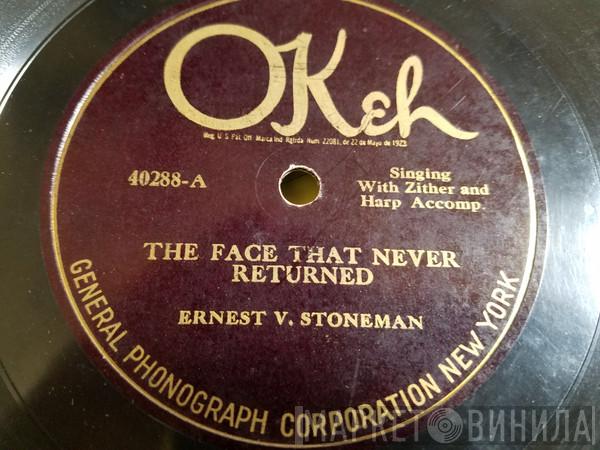 OKeh
Reg. U S Pat. Off. Marca Ind. Rgtrda Num. 22081, de 22 de Mayo de 1923
40288-A
Singing
With Zither and
Harp Accomp.
THE FACE THAT NEVER
RETURNED
ERNEST V. STONEMAN
GENERAL PHONOGRAPH CORPORATION NEW YORK
МАРКЕТ ВИНИЛА